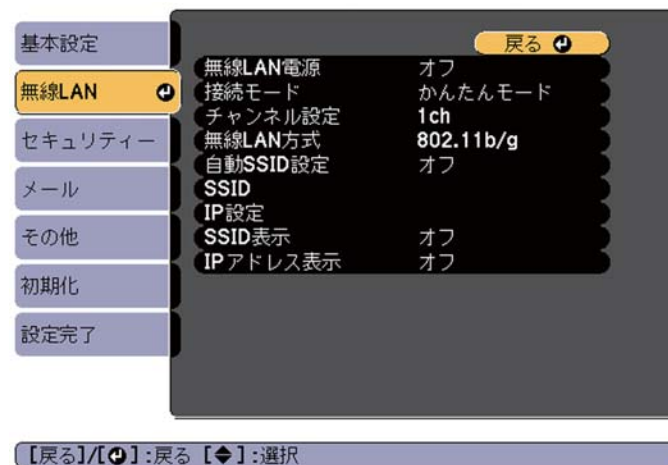 基本設定
無線LAN
セキュリティー
メール
その他
初期化
設定完了
戻る
無線LAN電源 オフ
接続モード かんたんモード
チャンネル設定 1ch
無線LAN方式 802.11b/g
自動SSID設定 オフ
SSID
IP設定
SSID表示 オフ
IPアドレス表示 オフ
【戻る】/【⏎】:戻る 【◆】:選択